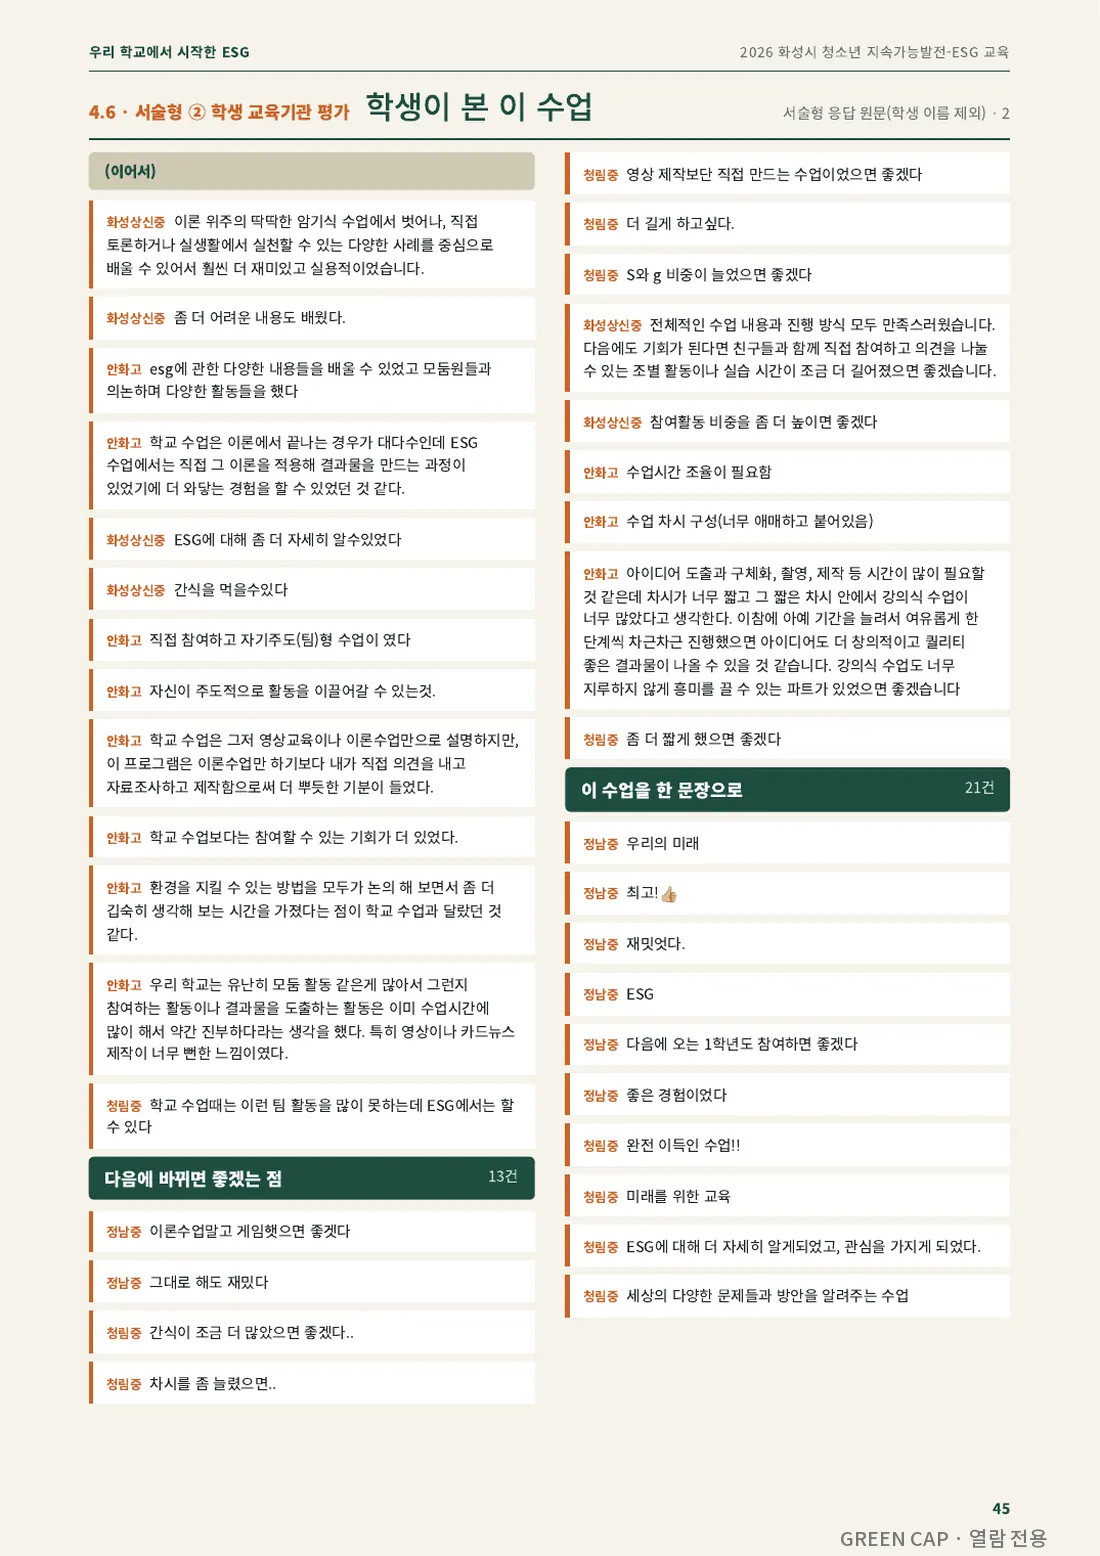 우리 학교에서 시작한 ESG
2026 화성시 청소년 지속가능발전-ESG 교육
4.6 · 서술형 ② 학생 교육기관 평가 학생이 본 이 수업
서술형 응답 원문(학생 이름 제외) · 2
(이어서)
화성상신중 이론 위주의 딱딱한 암기식 수업에서 벗어나, 직접
토론하거나 실생활에서 실천할 수 있는 다양한 사례를 중심으로
배울 수 있어서 훨씬 더 재미있고 실용적이었습니다.
화성상신중 좀 더 어려운 내용도 배웠다.
안화고 esg에 관한 다양한 내용들을 배울 수 있었고 모둠원들과
의논하며 다양한 활동들을 했다
안화고 학교 수업은 이론에서 끝나는 경우가 대다수인데 ESG
수업에서는 직접 그 이론을 적용해 결과물을 만드는 과정이
있었기에 더 와닿는 경험을 할 수 있었던 것 같다.
화성상신중 ESG에 대해 좀 더 자세히 알수있었다
화성상신중 간식을 먹을수있다
안화고 직접 참여하고 자기주도(팀)형 수업이 였다
안화고 자신이 주도적으로 활동을 이끌어갈 수 있는것.
안화고 학교 수업은 그저 영상교육이나 이론수업만으로 설명하지만,
이 프로그램은 이론수업만 하기보다 내가 직접 의견을 내고
자료조사하고 제작함으로써 더 뿌듯한 기분이 들었다.
안화고 학교 수업보다는 참여할 수 있는 기회가 더 있었다.
안화고 환경을 지킬 수 있는 방법을 모두가 논의 해 보면서 좀 더
깁숙히 생각해 보는 시간을 가졌다는 점이 학교 수업과 달랐던 것
같다.
안화고 우리 학교는 유난히 모둠 활동 같은게 많아서 그런지
참여하는 활동이나 결과물을 도출하는 활동은 이미 수업시간에
많이 해서 약간 진부하다라는 생각을 했다. 특히 영상이나 카드뉴스
제작이 너무 뻔한 느낌이였다.
청림중 학교 수업때는 이런 팀 활동을 많이 못하는데 ESG에서는 할
수 있다
다음에 바뀌면 좋겠는 점 13건
정남중 이론수업말고 게임햇으면 좋겟다
정남중 그대로 해도 재밌다
청림중 간식이 조금 더 많았으면 좋겠다..
청림중 차시를 좀 늘렸으면..
청림중 영상 제작보단 직접 만드는 수업이었으면 좋겠다
청림중 더 길게 하고싶다.
청림중 S와 g 비중이 늘었으면 좋겠다
화성상신중 전체적인 수업 내용과 진행 방식 모두 만족스러웠습니다.
다음에도 기회가 된다면 친구들과 함께 직접 참여하고 의견을 나눌
수 있는 조별 활동이나 실습 시간이 조금 더 길어졌으면 좋겠습니다.
화성상신중 참여활동 비중을 좀 더 높이면 좋겠다
안화고 수업시간 조율이 필요함
안화고 수업 차시 구성(너무 애매하고 붙어있음)
안화고 아이디어 도출과 구체화, 촬영, 제작 등 시간이 많이 필요할
것 같은데 차시가 너무 짧고 그 짧은 차시 안에서 강의식 수업이
너무 많았다고 생각한다. 이참에 아예 기간을 늘려서 여유롭게 한
단계씩 차근차근 진행했으면 아이디어도 더 창의적이고 퀄리티
좋은 결과물이 나올 수 있을 것 같습니다. 강의식 수업도 너무
지루하지 않게 흥미를 끌 수 있는 파트가 있었으면 좋겠습니다
청림중 좀 더 짧게 했으면 좋겠다
이 수업을 한 문장으로 21건
정남중 우리의 미래
정남중 최고!👍🏼
정남중 재밋엇다.
정남중 ESG
정남중 다음에 오는 1학년도 참여하면 좋겠다
정남중 좋은 경험이었다
청림중 완전 이득인 수업!!
청림중 미래를 위한 교육
청림중 ESG에 대해 더 자세히 알게되었고, 관심을 가지게 되었다.
청림중 세상의 다양한 문제들과 방안을 알려주는 수업
45
GREEN CAP · 열람 전용